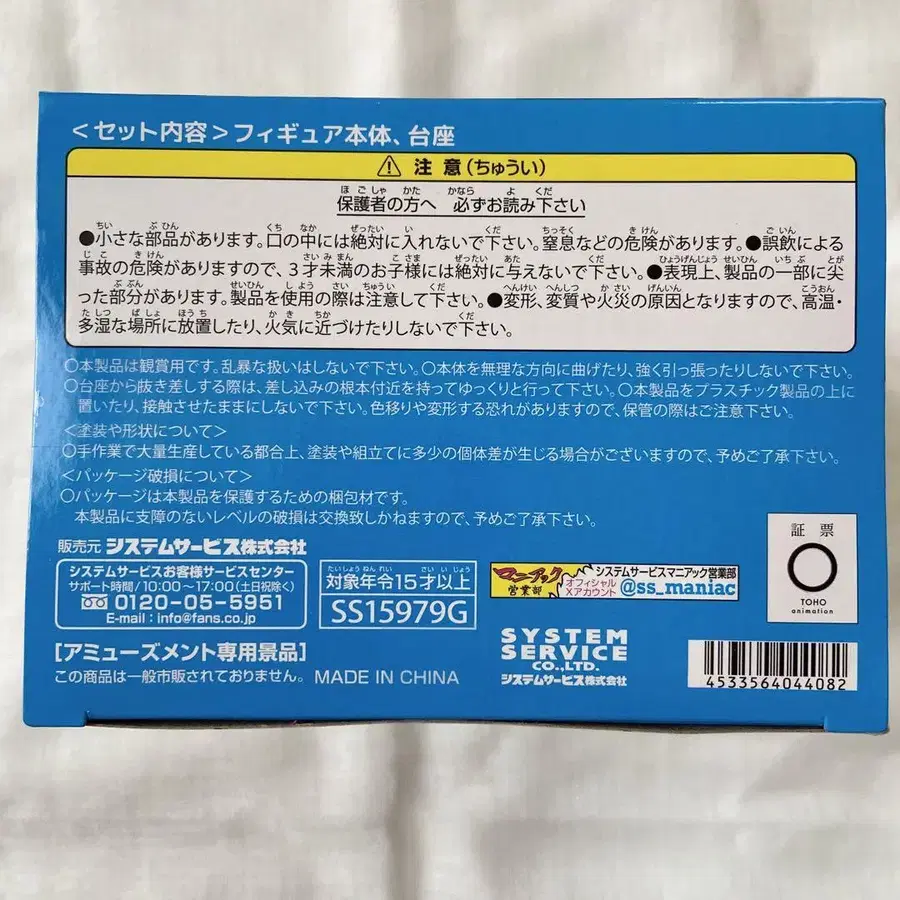 ＜セット内容＞フィギュア本体、台座
⚠ 注意(ちゅうい)
保護者の方へ 必ずお読み下さい
●小さな部品があります。口の中には絶対に入れないで下さい。窒息などの危険があります。●誤飲による
事故の危険がありますので、3才未満のお子様には絶対に与えないで下さい。●表現上、製品の一部に尖
った部分があります。製品を使用の際は注意して下さい。●変形、変質や火災の原因となりますので、高温・
多湿な場所に放置したり、火気に近づけたりしないで下さい。
○本製品は観賞用です。乱暴な扱いはしないで下さい。○本体を無理な方向に曲げたり、強く引っ張ったりしないで下さい。
○台座から抜き差しする際は、差し込みの根本付近を持ってゆっくりと行って下さい。○本製品をプラスチック製品の上に
置いたり、接触させたままにしないで下さい。色移りや変形する恐れがありますので、保管の際はご注意下さい。
＜塗装や形状について＞
○手作業で大量生産している都合上、塗装や組立てに多少の個体差が生じる場合がございますので、予めご了承下さい。
＜パッケージ破損について＞
○パッケージは本製品を保護するための梱包材です。
本製品に支障のないレベルの破損は交換致しかねますので、予めご了承下さい。
販売元 システムサービス株式会社
システムサービスお客様サービスセンター
サポート時間／10:00～17:00(土日祝除く)
0120-05-5951
E-mail : info@fans.co.jp
対象年令15才以上
SS15979G
マニアック
営業部
オフィシャル
Xアカウント
システムサービスマニアック営業部
@ss_maniac
証票
TOHO
animation
[アミューズメント専用景品]
この商品は一般市販されておりません。 MADE IN CHINA
SYSTEM
SERVICE
CO.,LTD.
システムサービス株式会社
4533564044082